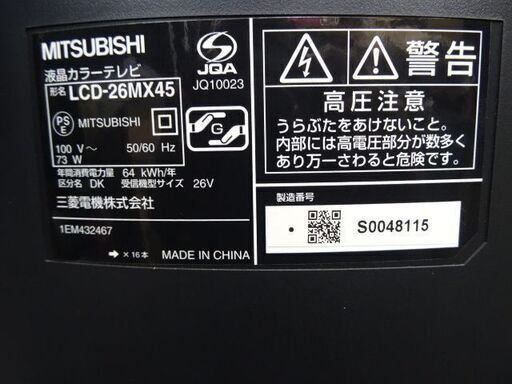 MITSUBISHI
液晶カラーテレビ
形名 LCD-26MX45
PS
E
MITSUBISHI
100 V～ 50/60 Hz
73 W
年間消費電力量 64 kWh/年
区分名 DK 受信機型サイズ 26V
三菱電機株式会社
1EM432467
→×16本
MADE IN CHINA
JQA
JQ10023
G
警告
高圧注意
うらぶたをあけないこと。
内部には高電圧部分が数多く
あり万一さわると危険です。
製造番号
S0048115